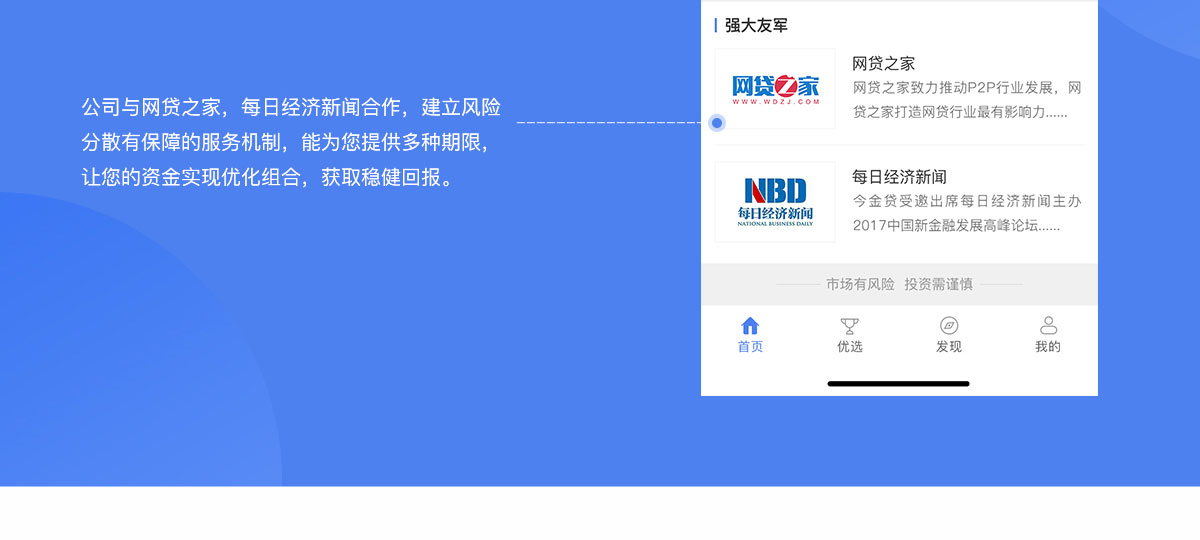 公司与网贷之家，每日经济新闻合作，建立风险
分散有保障的服务机制，能为您提供多种期限，
让您的资金实现优化组合，获取稳健回报。
强大友军
网贷之家
WWW.WDZJ.COM
网贷之家
网贷之家致力推动P2P行业发展，网
贷之家打造网贷行业最有影响力......
NBD
每日经济新闻
NATIONAL BUSINESS DAILY
每日经济新闻
今金贷受邀出席每日经济新闻主办
2017中国新金融发展高峰论坛......
市场有风险 投资需谨慎
首页 优选 发现 我的